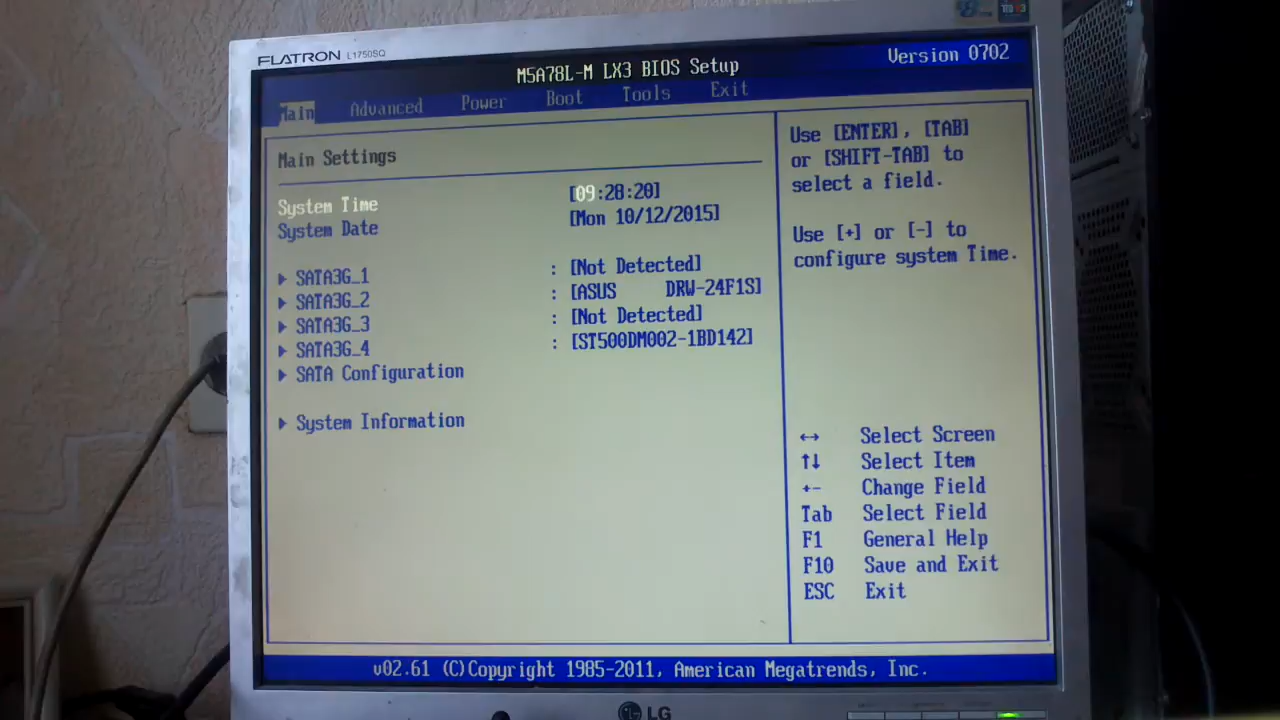 FLATRON L1750SQ
M5A78L-M LX3 BIOS Setup Version 0702
Main Advanced Power Boot Tools Exit
Main Settings
System Time [09:28:20]
System Date [Mon 10/12/2015]
SATA3G_1 : [Not Detected]
SATA3G_2 : [ASUS DRW-24F1S]
SATA3G_3 : [Not Detected]
SATA3G_4 : [ST500DM002-1BD142]
SATA Configuration
System Information
Use [ENTER], [TAB]
or [SHIFT-TAB] to
select a field.
Use [+] or [-] to
configure system Time.
↔ Select Screen
↑↓ Select Item
+- Change Field
Tab Select Field
F1 General Help
F10 Save and Exit
ESC Exit
v02.61 (C)Copyright 1985-2011, American Megatrends, Inc.
LG